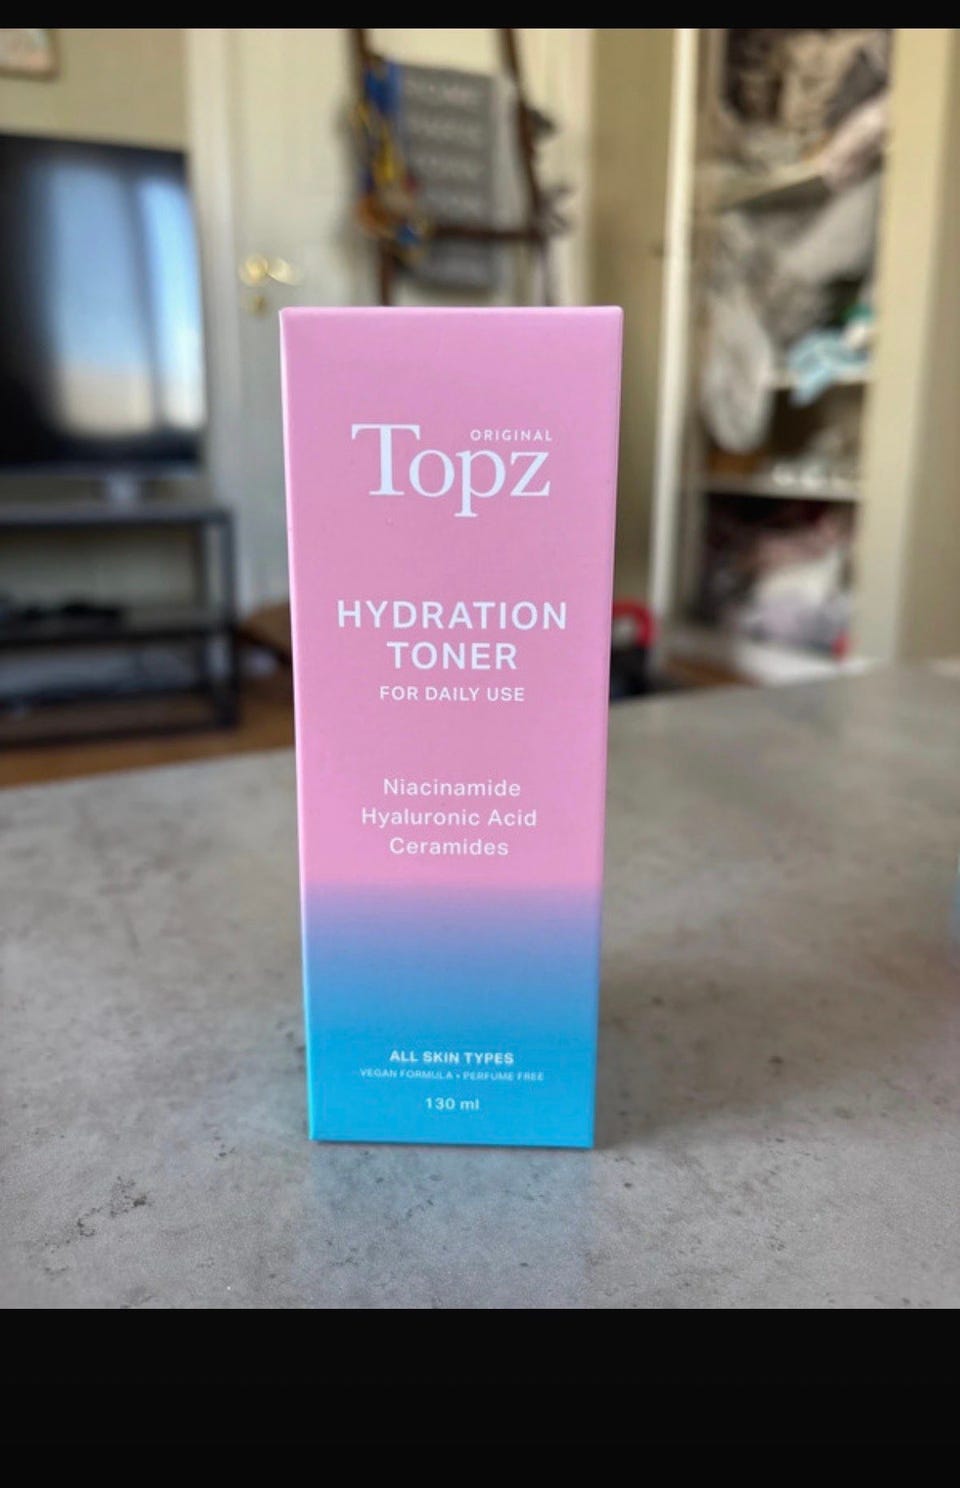 ORIGINAL
Topz
HYDRATION
TONER
FOR DAILY USE
Niacinamide
Hyaluronic Acid
Ceramides
ALL SKIN TYPES
VEGAN FORMULA • PERFUME FREE
130 ml